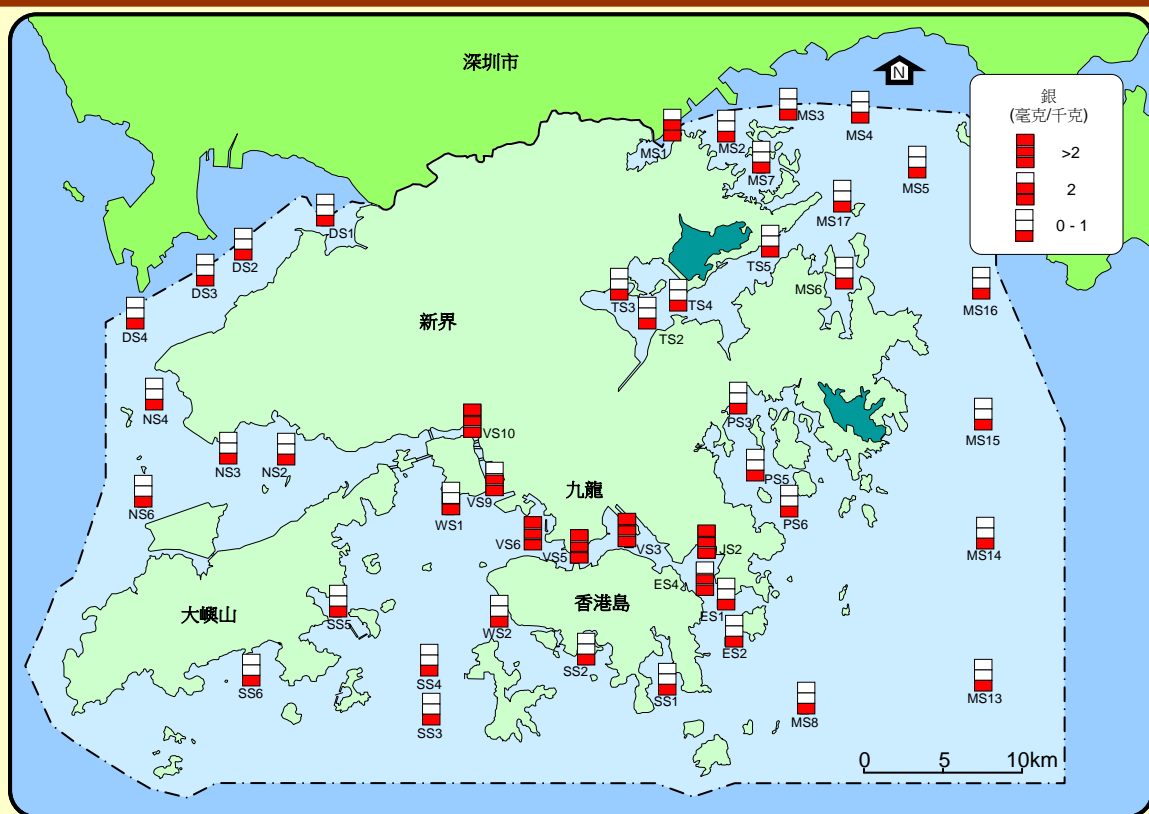 深圳市
N
銀
(毫克/千克)
>2
2
0 - 1
MS3
MS4
MS1
MS2
MS7
MS5
MS17
DS1
DS2
DS3
DS4
TS5
MS6
MS16
TS3
TS4
TS2
新界
NS4
PS3
MS15
VS10
NS3
NS2
PS5
九龍
VS9
NS6
WS1
PS6
VS6
VS5
VS3
JS2
MS14
ES4
ES1
大嶼山
香港島
SS5
WS2
ES2
SS2
SS4
SS6
SS1
MS13
MS8
SS3
0 5 10km